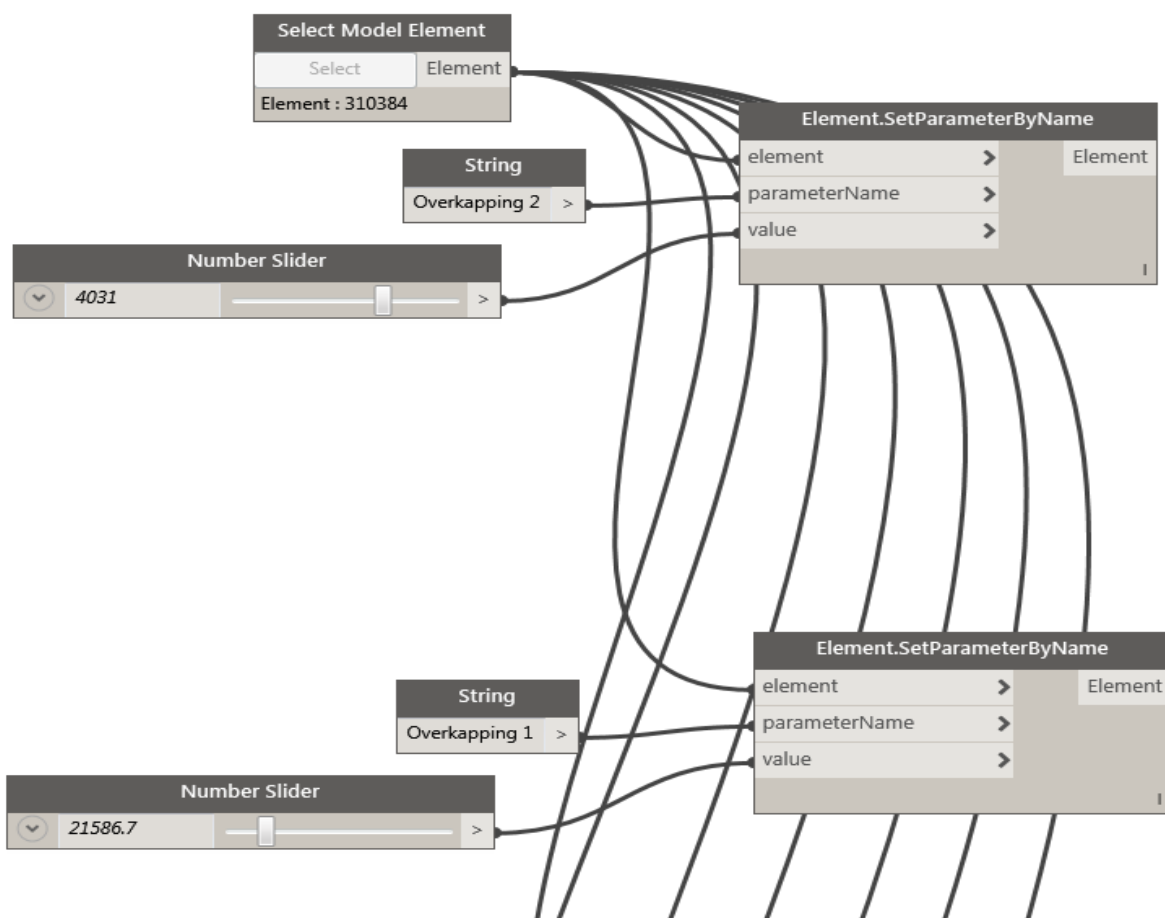 Select Model Element
Select Element
Element : 310384
Element.SetParameterByName
element > Element
parameterName >
value >
String
Overkapping 2 >
Number Slider
4031 >
Element.SetParameterByName
element > Element
parameterName >
value >
String
Overkapping 1 >
Number Slider
21586.7 >